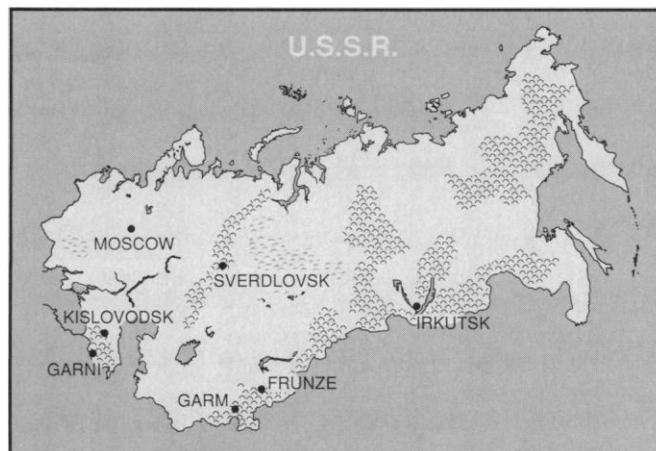 U.S.S.R.
MOSCOW
SVERDLOVSK
KISLOVODSK
IRKUTSK
GARNI
FRUNZE
GARM